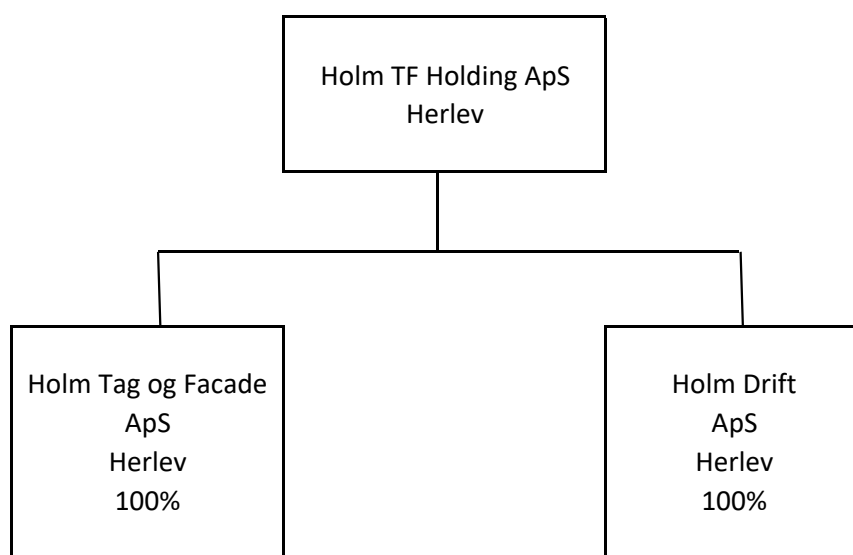 Holm TF Holding ApS
Herlev
Holm Tag og Facade
ApS
Herlev
100%
Holm Drift
ApS
Herlev
100%